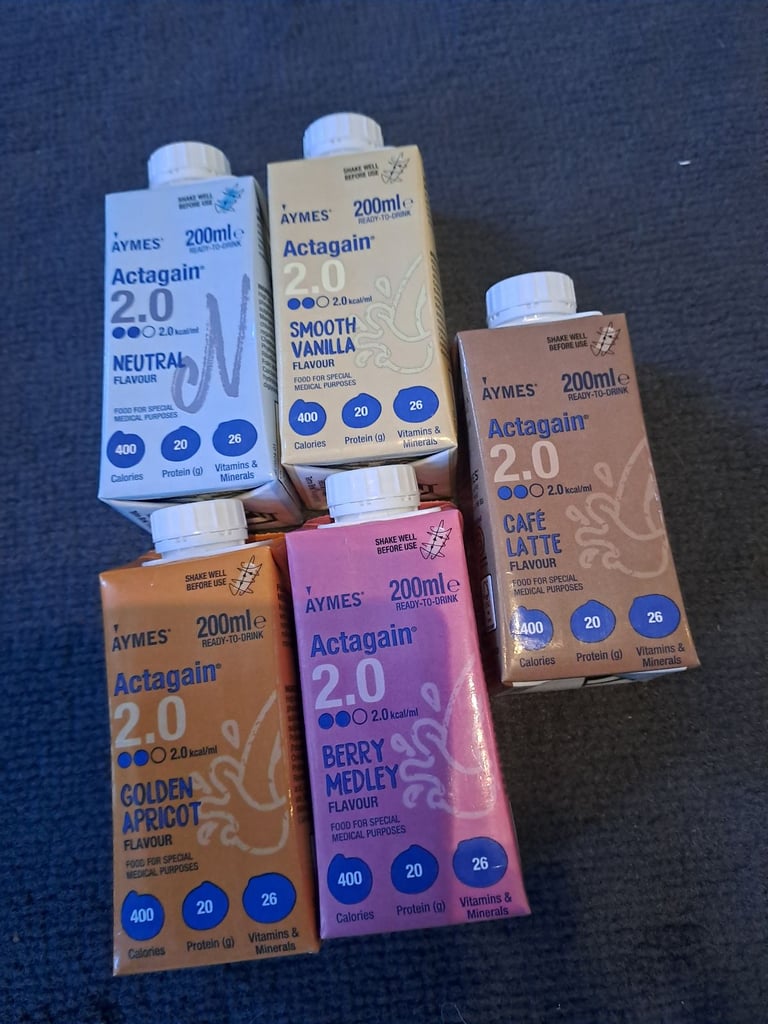 SHAKE WELL
BEFORE USE
AYMES®
200ml e
READY-TO-DRINK
Actagain®
2.0
2.0 kcal/ml
NEUTRAL
FLAVOUR
N
FOOD FOR SPECIAL
MEDICAL PURPOSES
400 20 26
Calories Protein (g) Vitamins &
Minerals
SHAKE WELL
BEFORE USE
AYMES®
200ml e
READY-TO-DRINK
Actagain®
2.0
2.0 kcal/ml
SMOOTH
VANILLA
FLAVOUR
FOOD FOR SPECIAL
MEDICAL PURPOSES
400 20 26
Calories Protein (g) Vitamins &
Minerals
SHAKE WELL
BEFORE USE
AYMES®
200ml e
READY-TO-DRINK
Actagain®
2.0
2.0 kcal/ml
CAFÉ
LATTE
FLAVOUR
FOOD FOR SPECIAL
MEDICAL PURPOSES
400 20 26
Calories Protein (g) Vitamins &
Minerals
SHAKE WELL
BEFORE USE
AYMES®
200ml e
READY-TO-DRINK
Actagain®
2.0
2.0 kcal/ml
GOLDEN
APRICOT
FLAVOUR
FOOD FOR SPECIAL
MEDICAL PURPOSES
400 20 26
Calories Protein (g) Vitamins &
Minerals
SHAKE WELL
BEFORE USE
AYMES®
200ml e
READY-TO-DRINK
Actagain®
2.0
2.0 kcal/ml
BERRY
MEDLEY
FLAVOUR
FOOD FOR SPECIAL
MEDICAL PURPOSES
400 20 26
Calories Protein (g) Vitamins &
Minerals